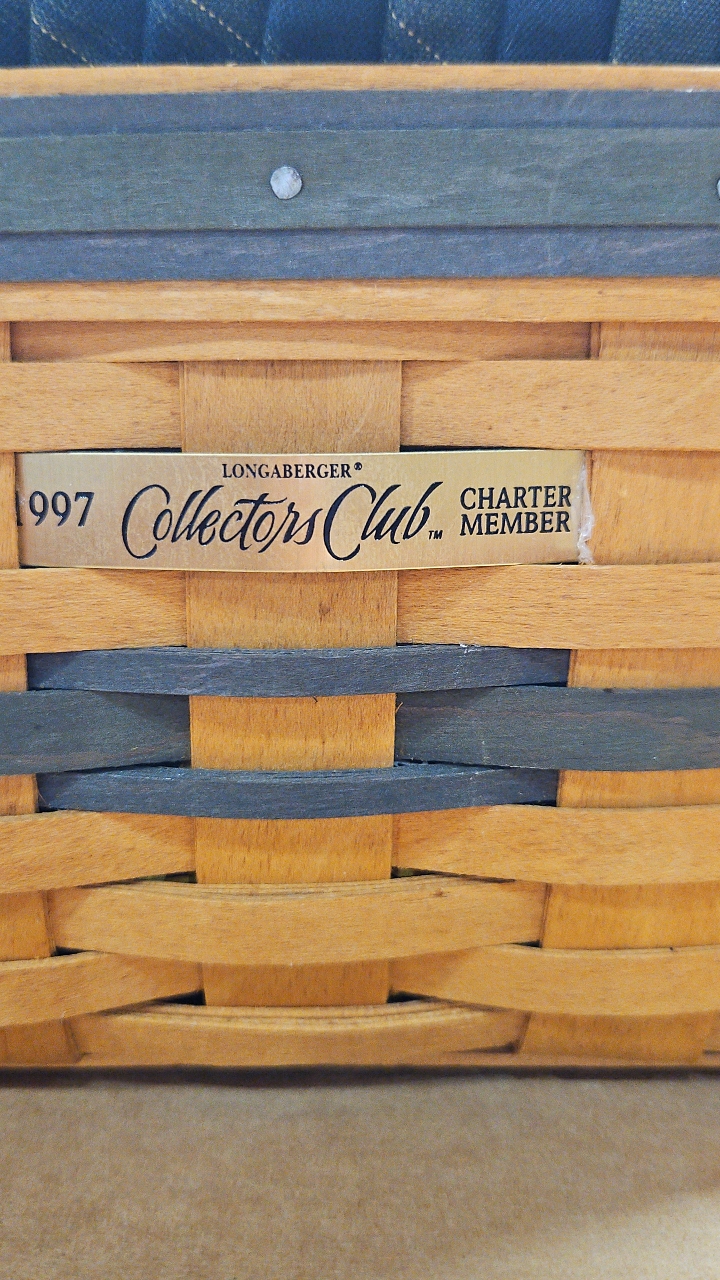 LONGABERGER®
1997 Collectors Club™ CHARTER
MEMBER